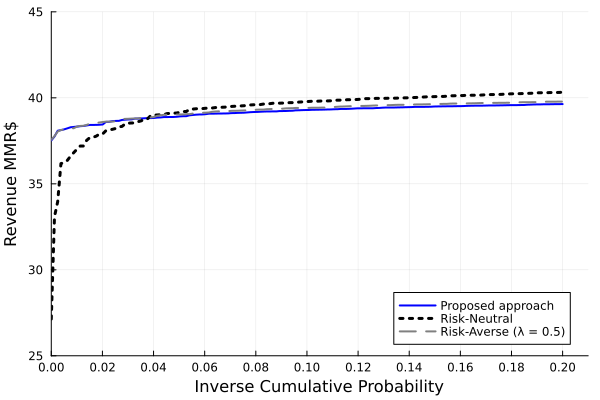 45
40
35
30
25
Revenue MMR$
Proposed approach
Risk-Neutral
Risk-Averse (λ = 0.5)
0.00 0.02 0.04 0.06 0.08 0.10 0.12 0.14 0.16 0.18 0.20
Inverse Cumulative Probability